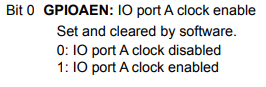 Bit 0 GPIOAEN: IO port A clock enable
Set and cleared by software.
0: IO port A clock disabled
1: IO port A clock enabled